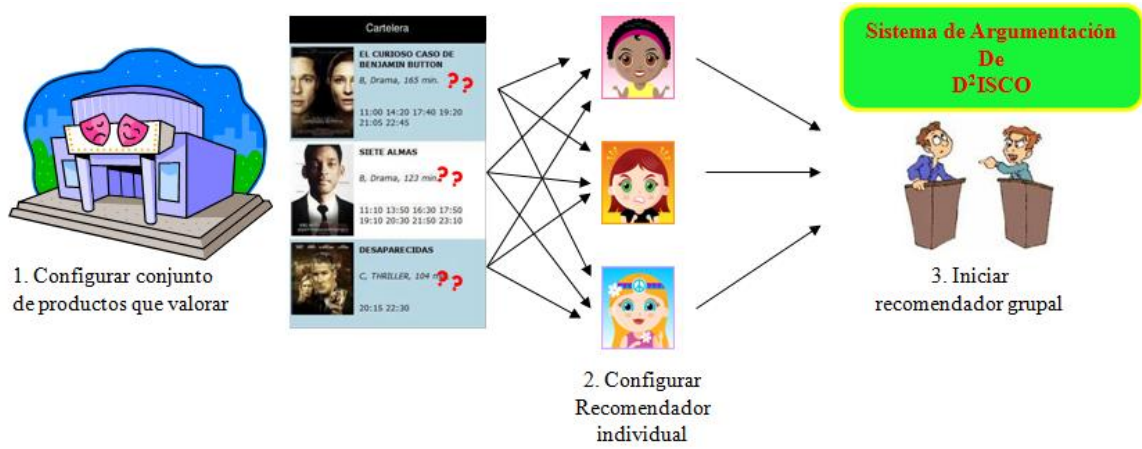 Cartelera
EL CURIOSO CASO DE
BENJAMIN BUTTON
B, Drama, 165 min.
??
11:00 14:20 17:40 19:20
21:05 22:45
SIETE ALMAS
B, Drama, 123 min.
??
11:10 13:50 16:30 17:50
19:10 20:30 21:50 23:10
DESAPARECIDAS
C, THRILLER, 104
??
20:15 22:30
1. Configurar conjunto
de productos que valorar
2. Configurar
Recomendador
individual
Sistema de Argumentación
De
D²ISCO
3. Iniciar
recomendador grupal